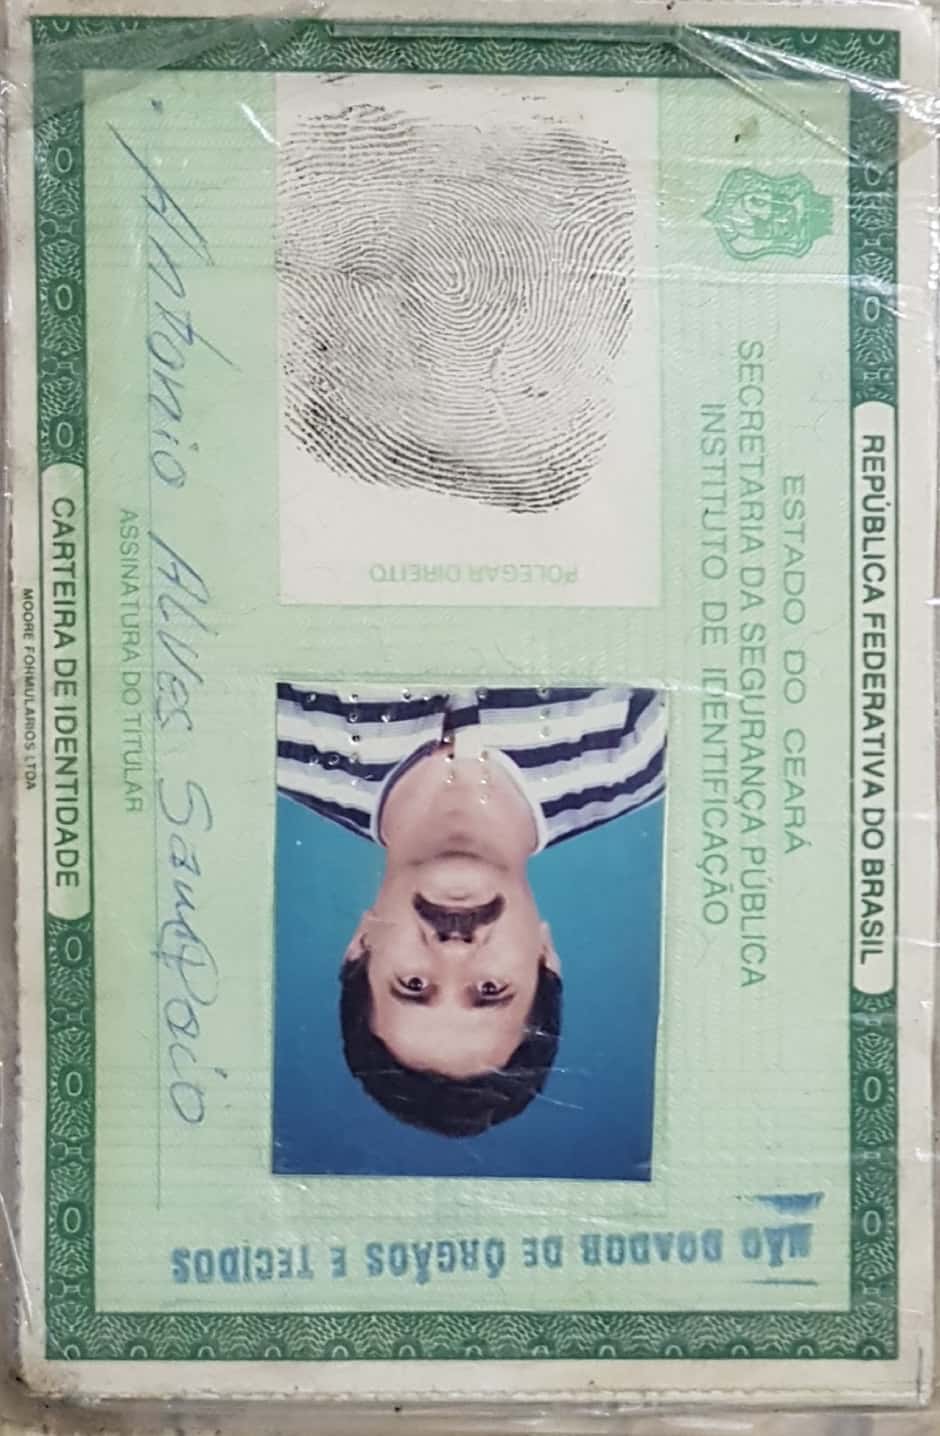 REPÚBLICA FEDERATIVA DO BRASIL
ESTADO DO CEARÁ
SECRETARIA DA SEGURANÇA PÚBLICA
INSTITUTO DE IDENTIFICAÇÃO
POLEGAR DIREITO
NÃO DOADOR DE ÓRGÃOS E TECIDOS
Antonio Alves Sampaio
ASSINATURA DO TITULAR
CARTEIRA DE IDENTIDADE
MOORE FORMULARIOS LTDA